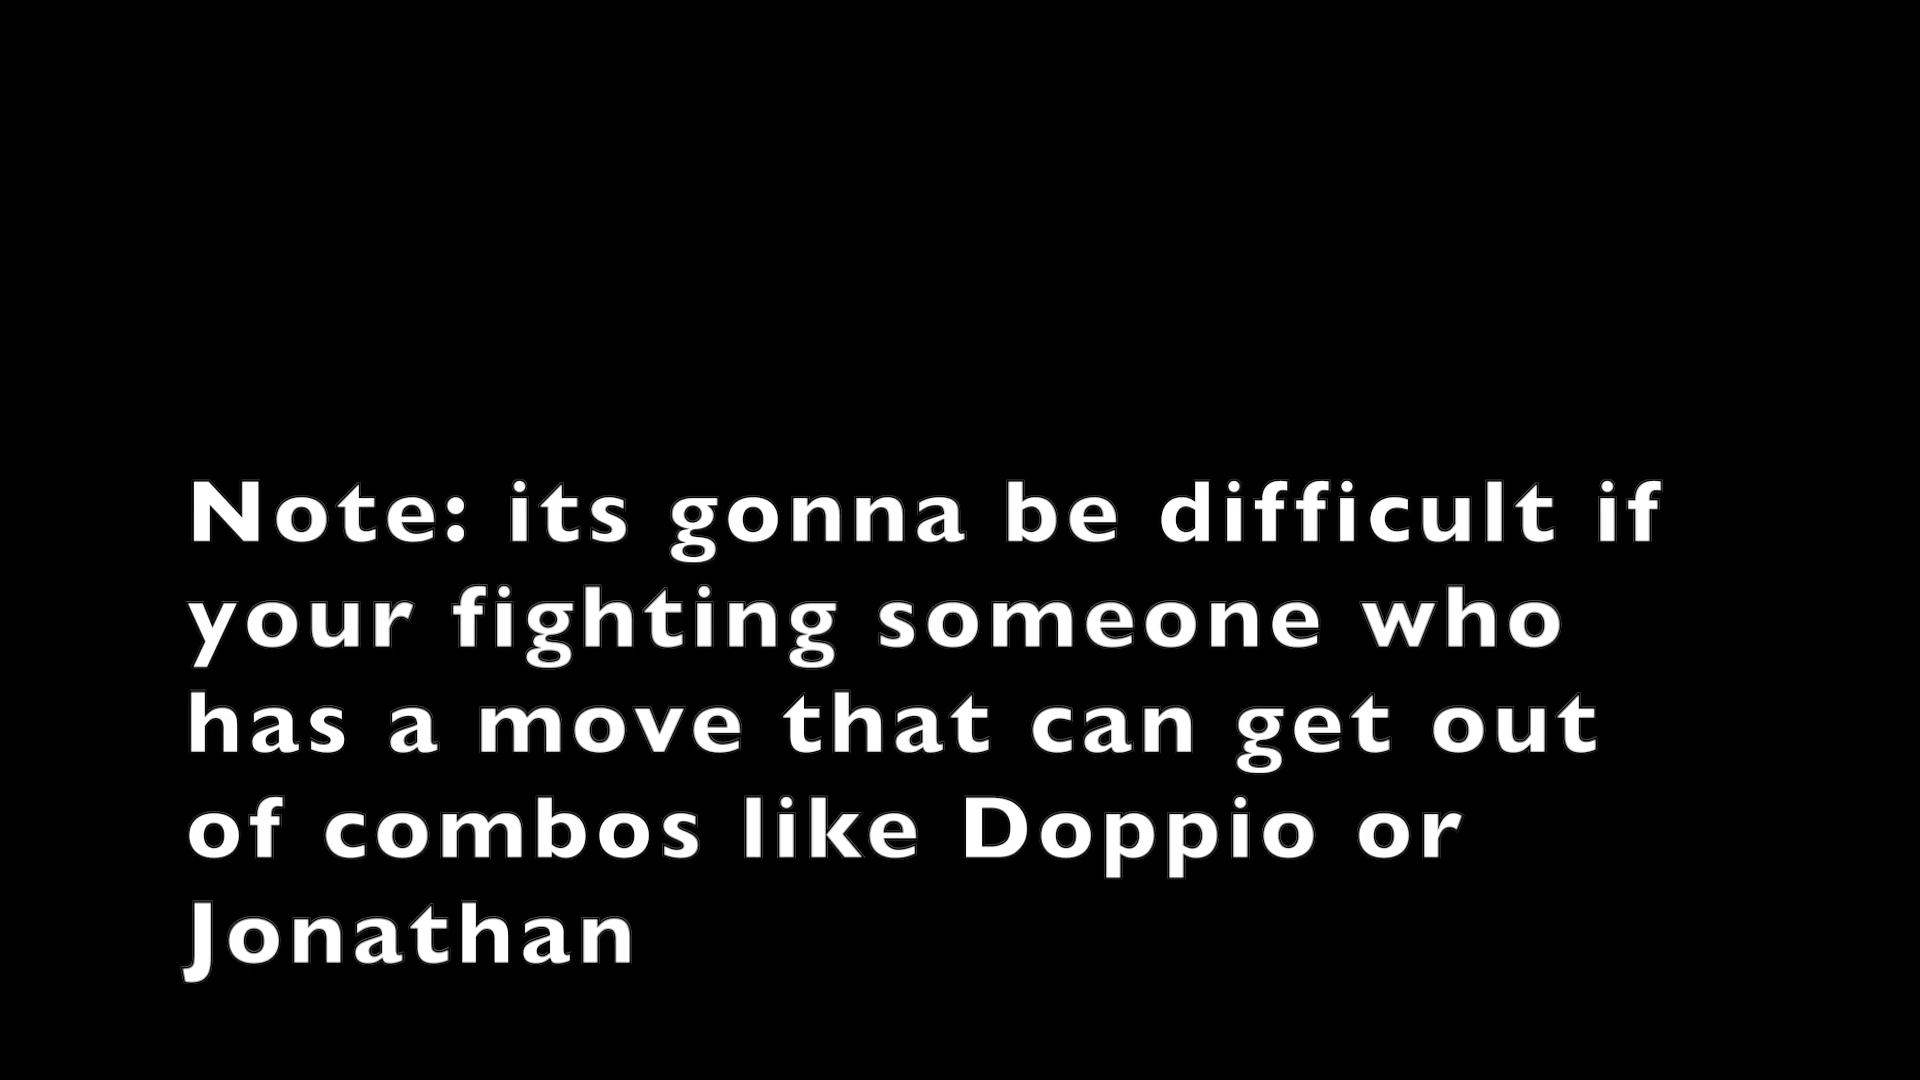 Note: its gonna be difficult if
your fighting someone who
has a move that can get out
of combos like Doppio or
Jonathan